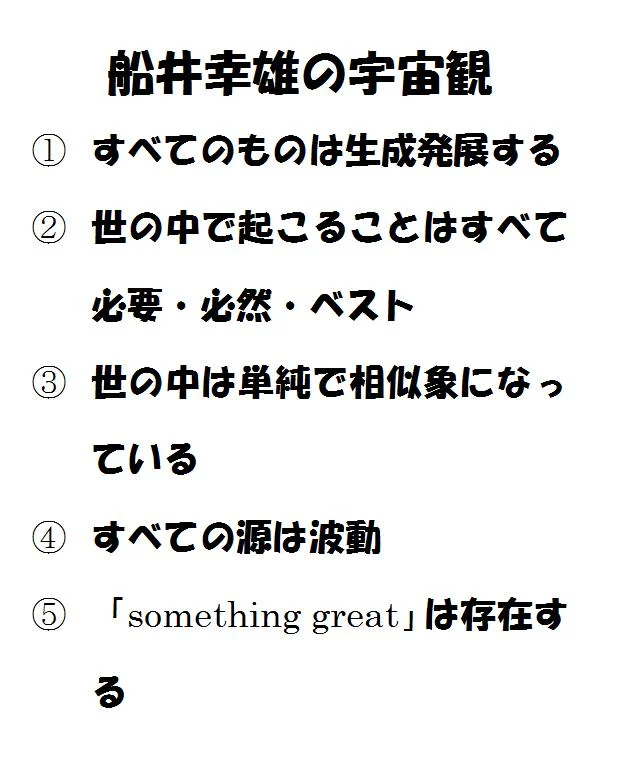 船井幸雄の宇宙観
① すべてのものは生成発展する
② 世の中で起こることはすべて
必要・必然・ベスト
③ 世の中は単純で相似象になっ
ている
④ すべての源は波動
⑤ 「something great」は存在す
る